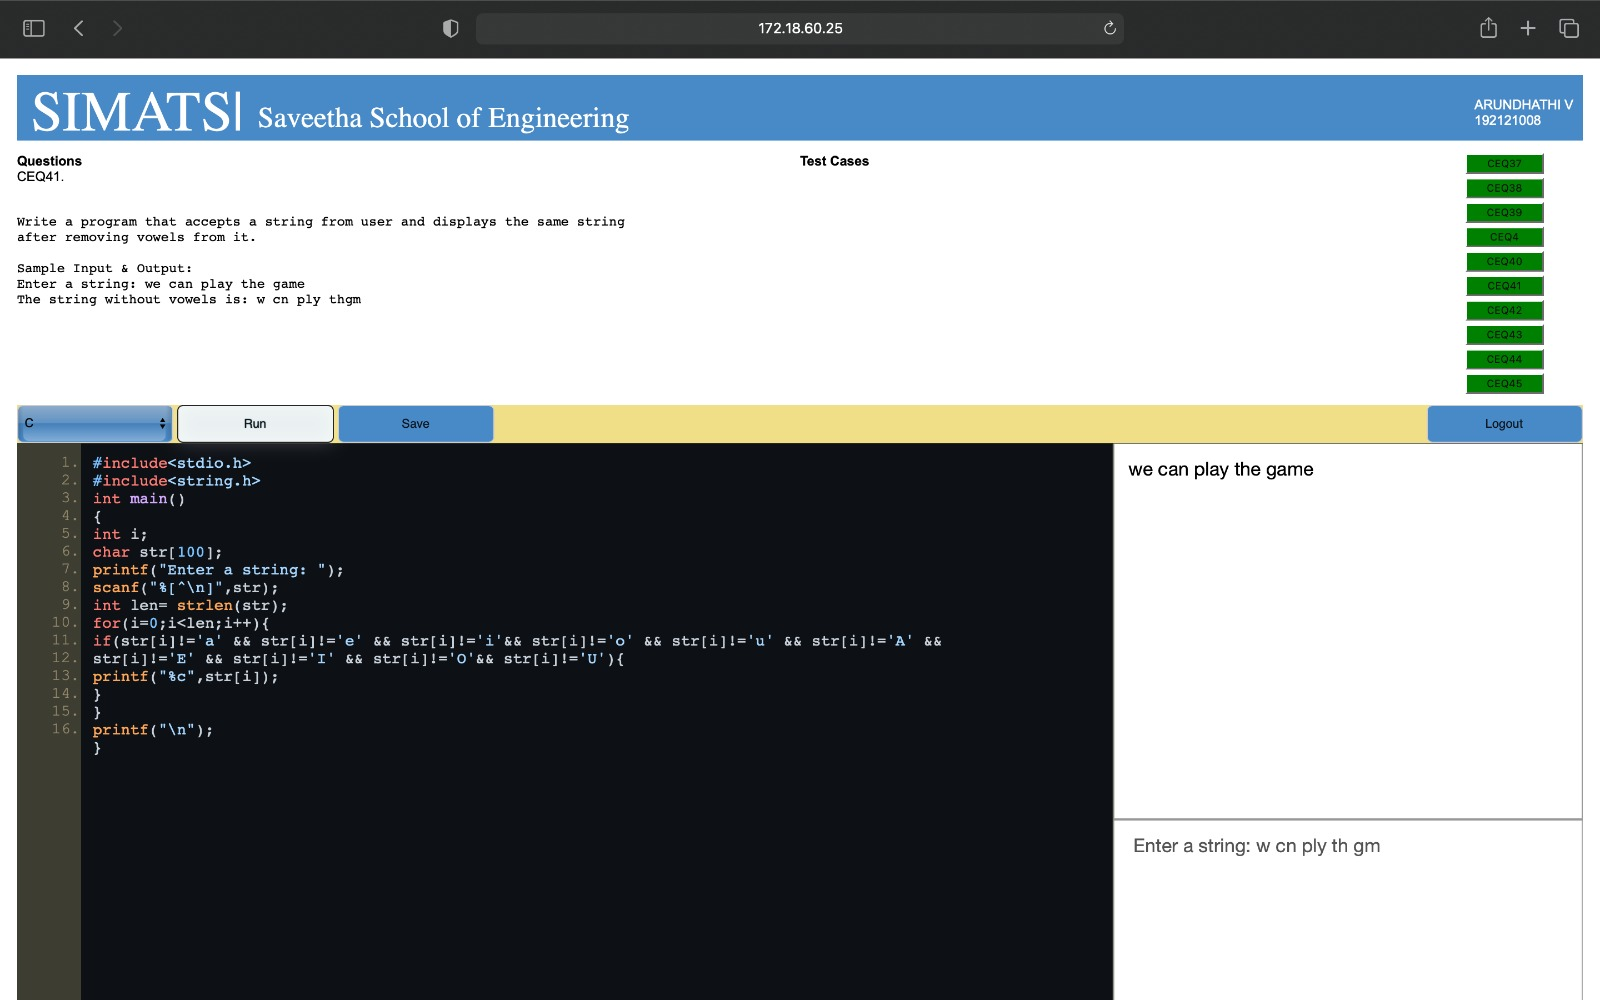 172.18.60.25
SIMATS| Saveetha School of Engineering
ARUNDHATHI V
192121008
Questions
CEQ41.
Write a program that accepts a string from user and displays the same string
after removing vowels from it.
Sample Input & Output:
Enter a string: we can play the game
The string without vowels is: w cn ply thgm
Test Cases
CEQ37
CEQ38
CEQ39
CEQ4
CEQ40
CEQ41
CEQ42
CEQ43
CEQ44
CEQ45
C
Run
Save
Logout
1. #include<stdio.h>
2. #include<string.h>
3. int main()
4. {
5. int i;
6. char str[100];
7. printf("Enter a string: ");
8. scanf("%[^\n]",str);
9. int len= strlen(str);
10. for(i=0;i<len;i++){
11. if(str[i]!='a' && str[i]!='e' && str[i]!='i'&& str[i]!='o' && str[i]!='u' && str[i]!='A' &&
12. str[i]!='E' && str[i]!='I' && str[i]!='O'&& str[i]!='U'){
13. printf("%c",str[i]);
14. }
15. }
16. printf("\n");
}
we can play the game
Enter a string: w cn ply th gm